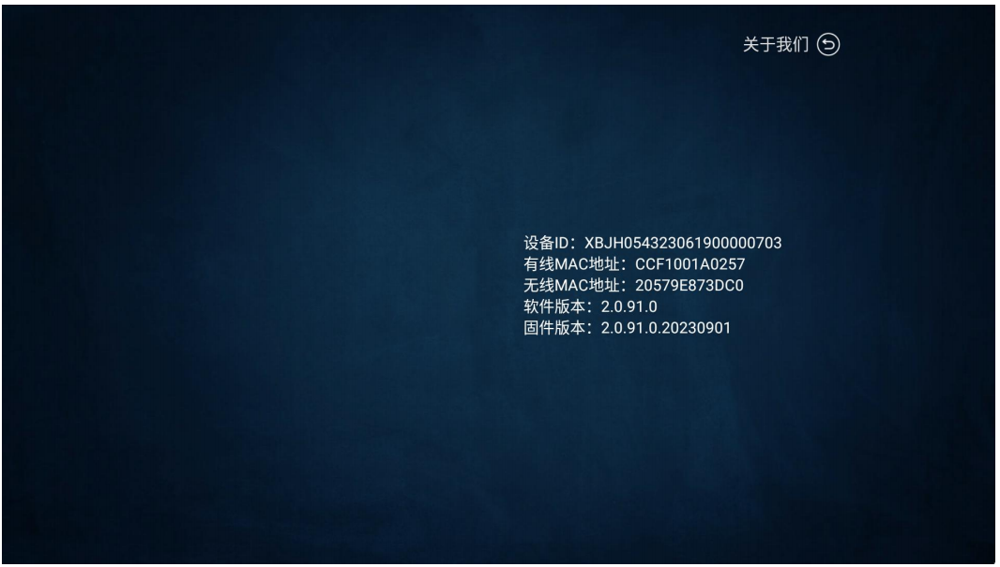 关于我们
设备ID：XBJH054323061900000703
有线MAC地址：CCF1001A0257
无线MAC地址：20579E873DC0
软件版本：2.0.91.0
固件版本：2.0.91.0.20230901